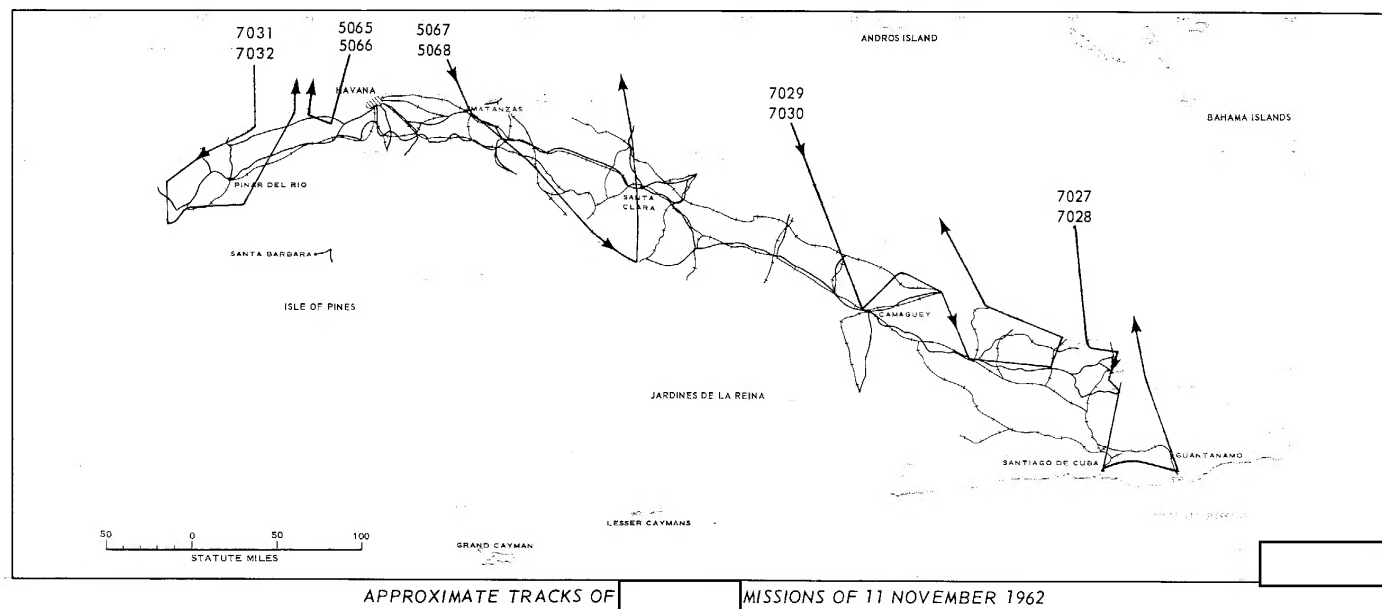 7031
7032
5065
5066
5067
5068
ANDROS ISLAND
HAVANA
MATANZAS
7029
7030
BAHAMA ISLANDS
PINAR DEL RIO
SANTA
CLARA
7027
7028
SANTA BARBARA
ISLE OF PINES
CAMAGUEY
JARDINES DE LA REINA
SANTIAGO DE CUBA
GUANTANAMO
LESSER CAYMANS
GRAND CAYMAN
50 0 50 100
STATUTE MILES
APPROXIMATE TRACKS OF MISSIONS OF 11 NOVEMBER 1962